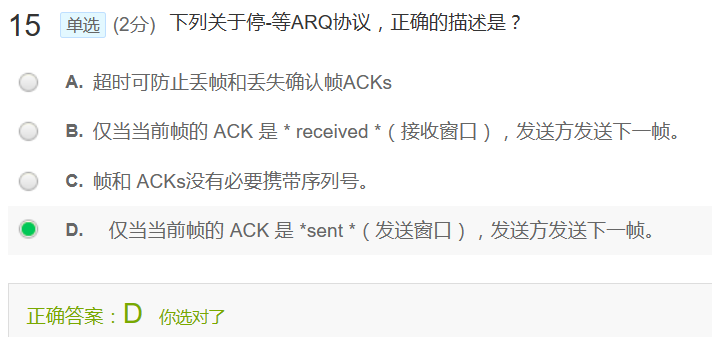 15 单选 (2分) 下列关于停-等ARQ协议，正确的描述是？
A. 超时可防止丢帧和丢失确认帧ACKs
B. 仅当当前帧的 ACK 是 * received *（接收窗口），发送方发送下一帧。
C. 帧和 ACKs没有必要携带序列号。
D. 仅当当前帧的 ACK 是 *sent *（发送窗口），发送方发送下一帧。
正确答案：D 你选对了